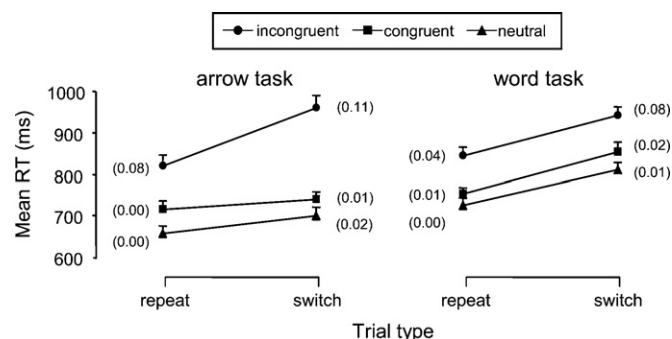 incongruent congruent neutral
arrow task word task
1000
900
800
700
600
Mean RT (ms)
(0.08) (0.11)
(0.00) (0.01)
(0.00) (0.02)
(0.04) (0.08)
(0.01) (0.02)
(0.00) (0.01)
repeat switch repeat switch
Trial type